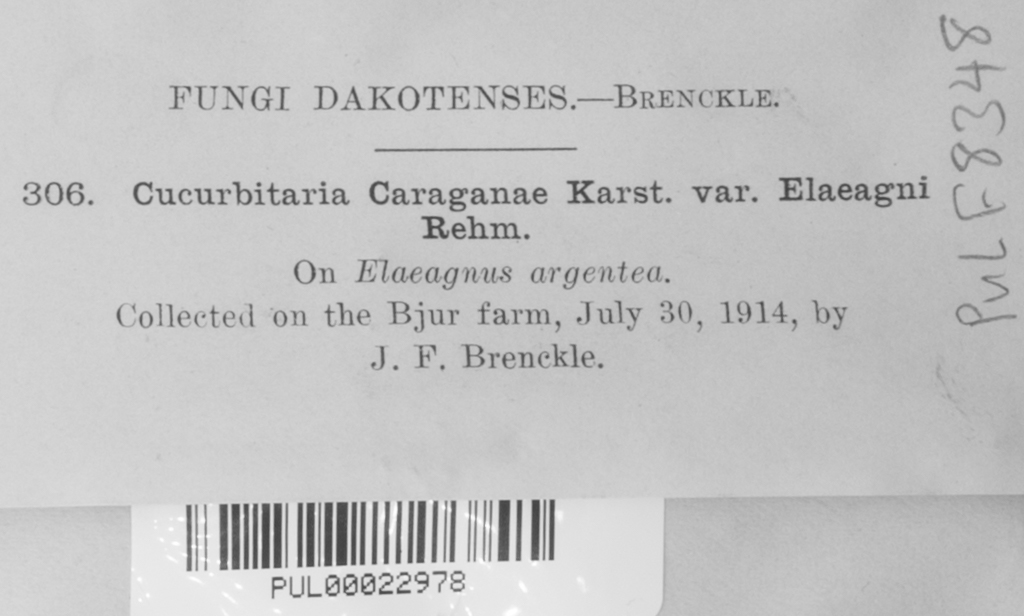 FUNGI DAKOTENSES.—BRENCKLE.
306. Cucurbitaria Caraganae Karst. var. Elaeagni
Rehm.
On Elaeagnus argentea.
Collected on the Bjur farm, July 30, 1914, by
J. F. Brenckle.
PUL F8348
PUL00022978